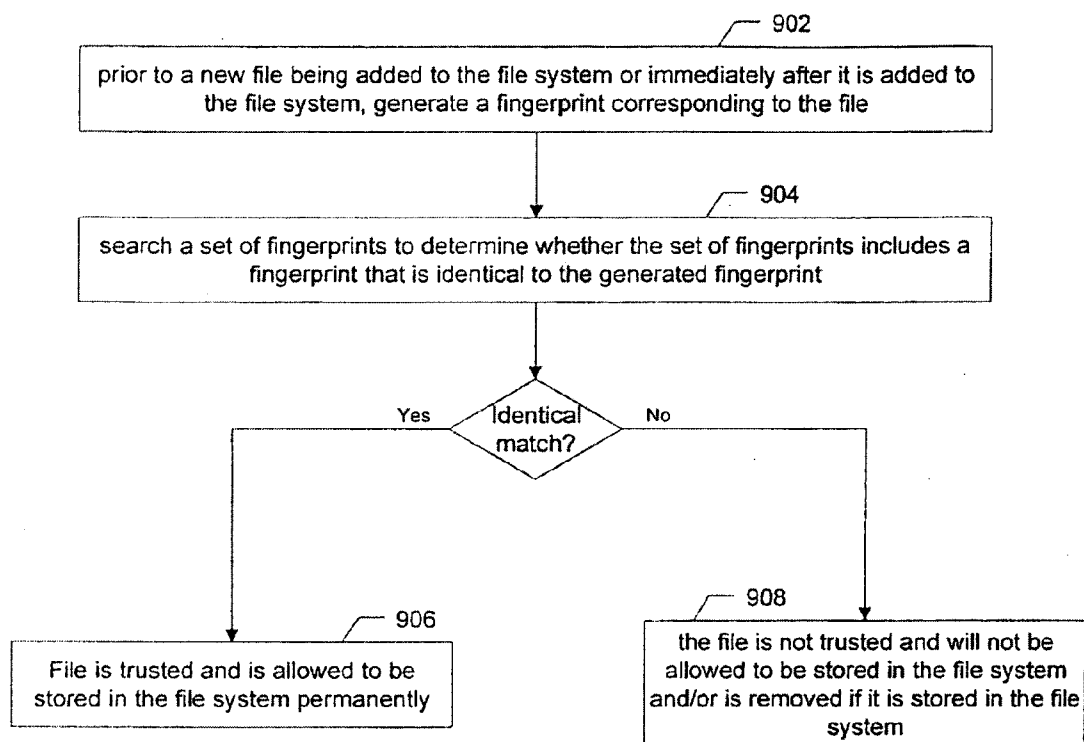 902
prior to a new file being added to the file system or immediately after it is added to
the file system, generate a fingerprint corresponding to the file
904
search a set of fingerprints to determine whether the set of fingerprints includes a
fingerprint that is identical to the generated fingerprint
Yes
Identical
match?
No
906
File is trusted and is allowed to be
stored in the file system permanently
908
the file is not trusted and will not be
allowed to be stored in the file system
and/or is removed if it is stored in the file
system